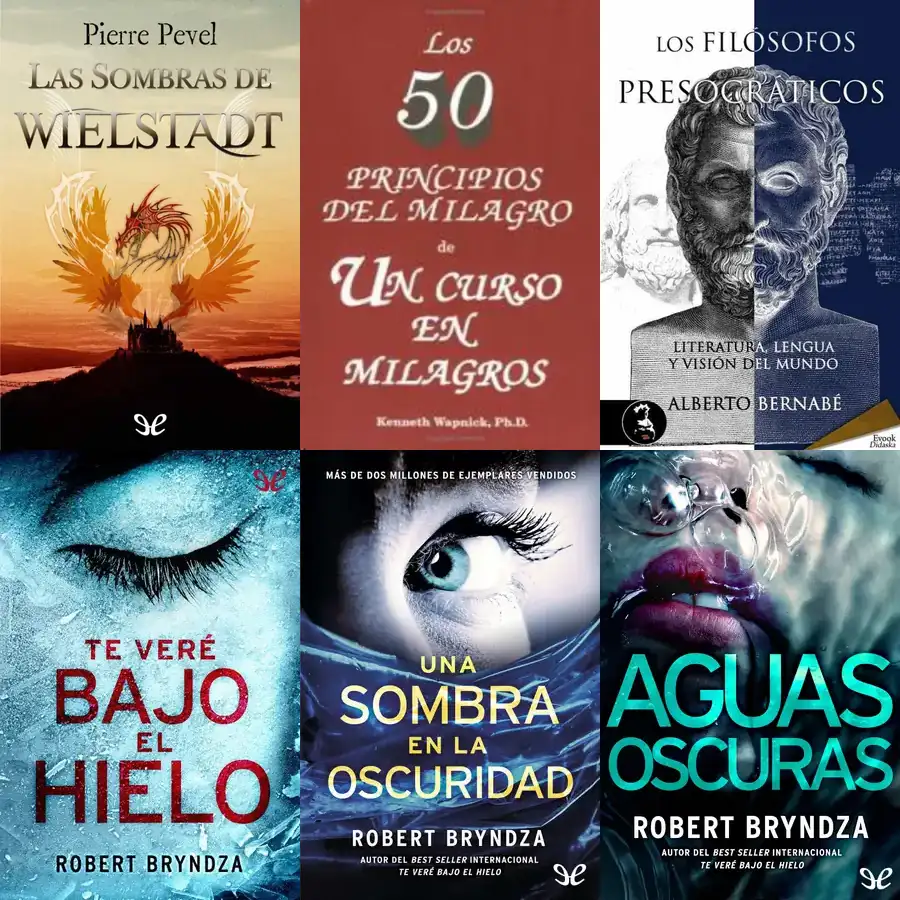 Pierre Pevel
LAS SOMBRAS DE
WIELSTADT
Los
50
PRINCIPIOS
DEL MILAGRO
de
UN CURSO
EN
MILAGROS
Kenneth Wapnick, Ph.D.
LOS FILÓSOFOS
PRESOCRÁTICOS
LITERATURA, LENGUA
Y VISIÓN DEL MUNDO
ALBERTO BERNABÉ
Evook
Didaska
TE VERÉ
BAJO
EL
HIELO
ROBERT BRYNDZA
MÁS DE DOS MILLONES DE EJEMPLARES VENDIDOS
UNA
SOMBRA
EN LA
OSCURIDAD
ROBERT BRYNDZA
AUTOR DEL BEST SELLER INTERNACIONAL
TE VERÉ BAJO EL HIELO
AGUAS
OSCURAS
ROBERT BRYNDZA
AUTOR DEL BEST SELLER INTERNACIONAL
TE VERÉ BAJO EL HIELO